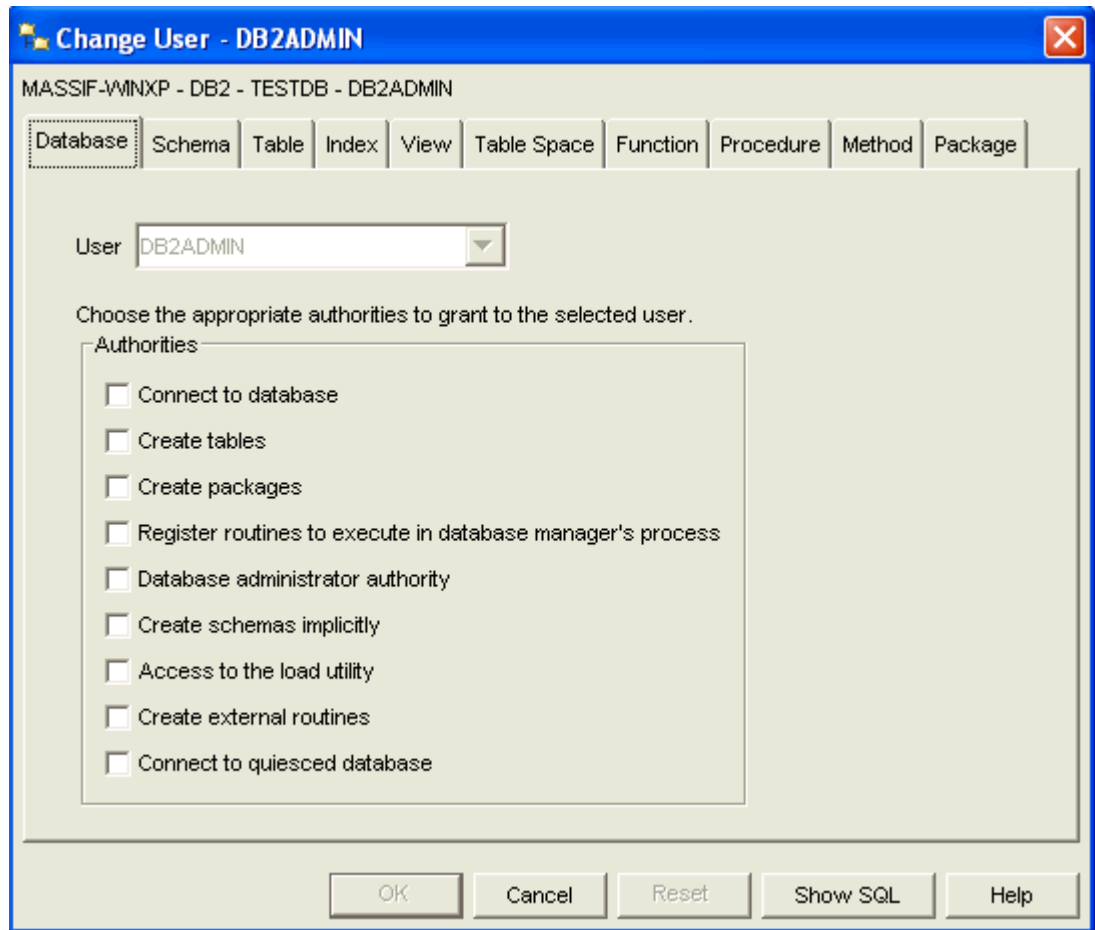 Change User - DB2ADMIN
MASSIF-WINXP - DB2 - TESTDB - DB2ADMIN
Database Schema Table Index View Table Space Function Procedure Method Package
User DB2ADMIN
Choose the appropriate authorities to grant to the selected user.
Authorities
Connect to database
Create tables
Create packages
Register routines to execute in database manager's process
Database administrator authority
Create schemas implicitly
Access to the load utility
Create external routines
Connect to quiesced database
OK Cancel Reset Show SQL Help